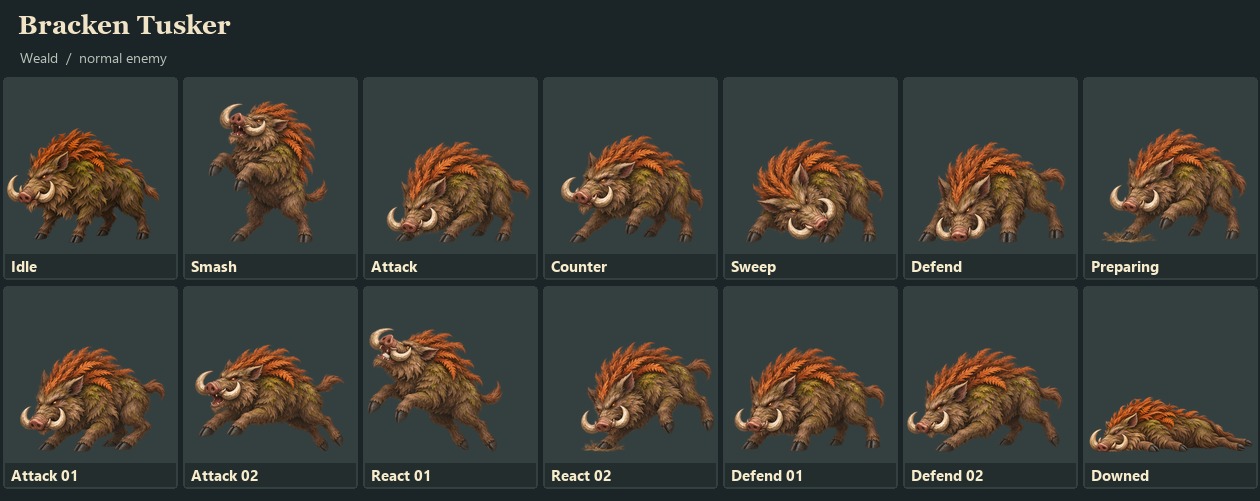 Bracken Tusker
Weald / normal enemy
Idle
Smash
Attack
Counter
Sweep
Defend
Preparing
Attack 01
Attack 02
React 01
React 02
Defend 01
Defend 02
Downed